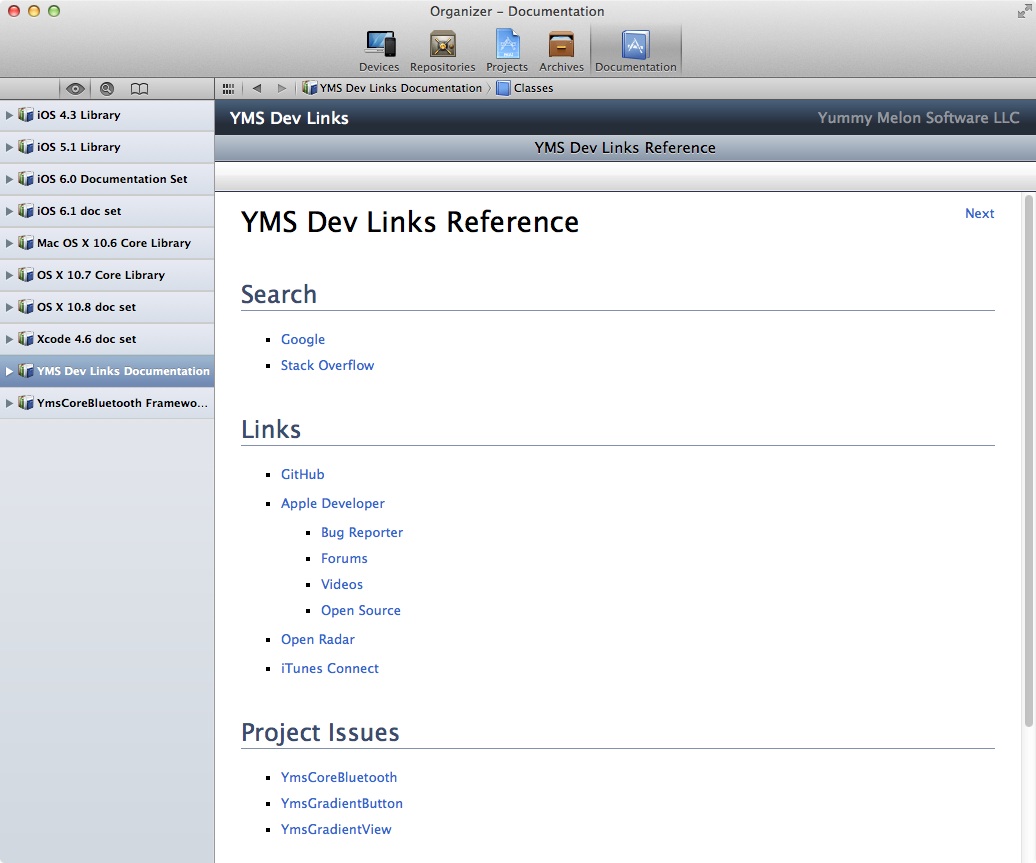 Organizer – Documentation
Devices Repositories Projects Archives Documentation
YMS Dev Links Documentation Classes
iOS 4.3 Library
iOS 5.1 Library
iOS 6.0 Documentation Set
iOS 6.1 doc set
Mac OS X 10.6 Core Library
OS X 10.7 Core Library
OS X 10.8 doc set
Xcode 4.6 doc set
YMS Dev Links Documentation
YmsCoreBluetooth Framewo...
YMS Dev Links Yummy Melon Software LLC
YMS Dev Links Reference
Next
YMS Dev Links Reference
Search
Google
Stack Overflow
Links
GitHub
Apple Developer
Bug Reporter
Forums
Videos
Open Source
Open Radar
iTunes Connect
Project Issues
YmsCoreBluetooth
YmsGradientButton
YmsGradientView